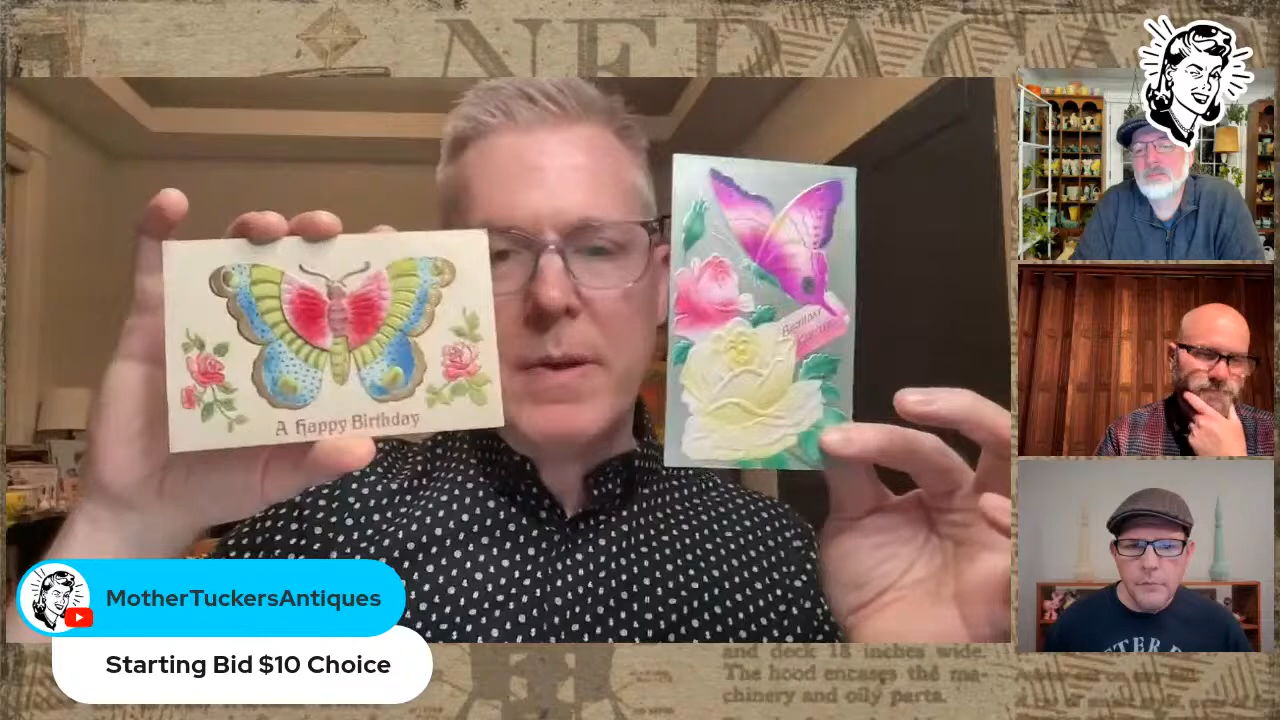 NEPACA
A Happy Birthday
Birthday
MotherTuckersAntiques
Starting Bid $10 Choice
and deck 18 inches wide.
The hood encases the ma-
chinery and oily parts.